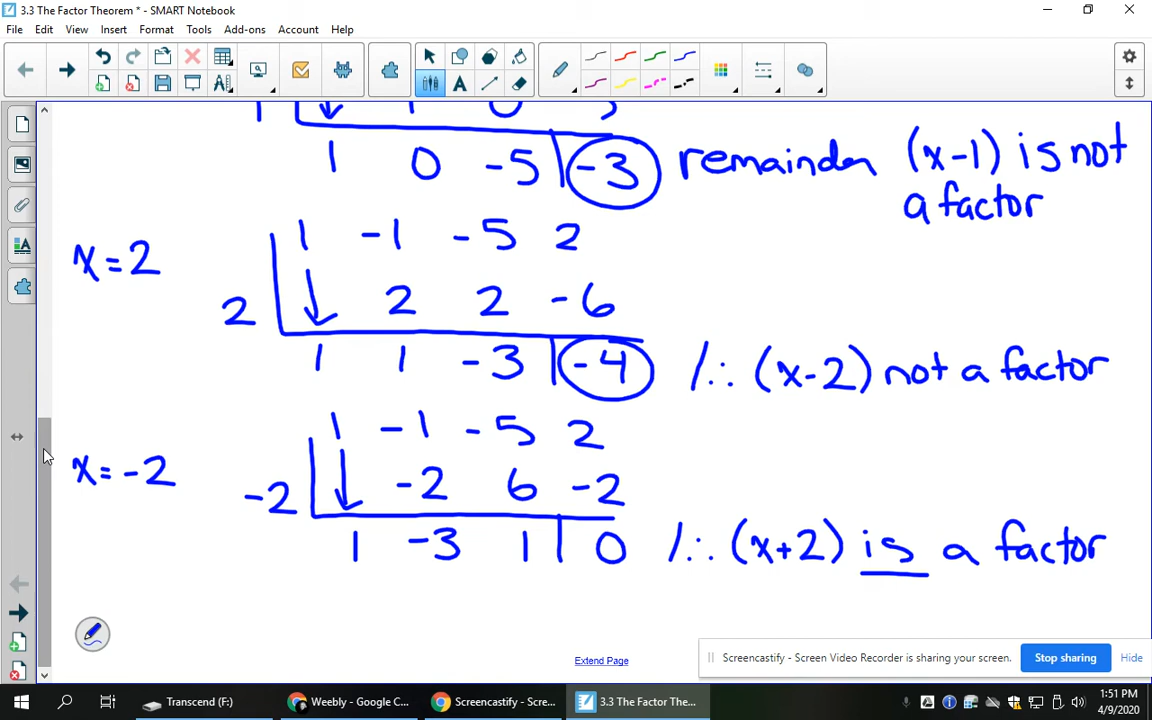 3.3 The Factor Theorem * - SMART Notebook
File Edit View Insert Format Tools Add-ons Account Help
1 0 -5 -3 remainder (x-1) is not
a factor
1 -1 -5 2
x=2
2 2 2 -6
1 1 -3 -4 /∴ (x-2) not a factor
1 -1 -5 2
x=-2
-2 -2 6 -2
1 -3 1 0 /∴ (x+2) is a factor
Extend Page
Screencastify - Screen Video Recorder is sharing your screen. Stop sharing Hide
Transcend (F:) Weebly - Google C... Screencastify - Scre... 3.3 The Factor The... 1:51 PM
4/9/2020